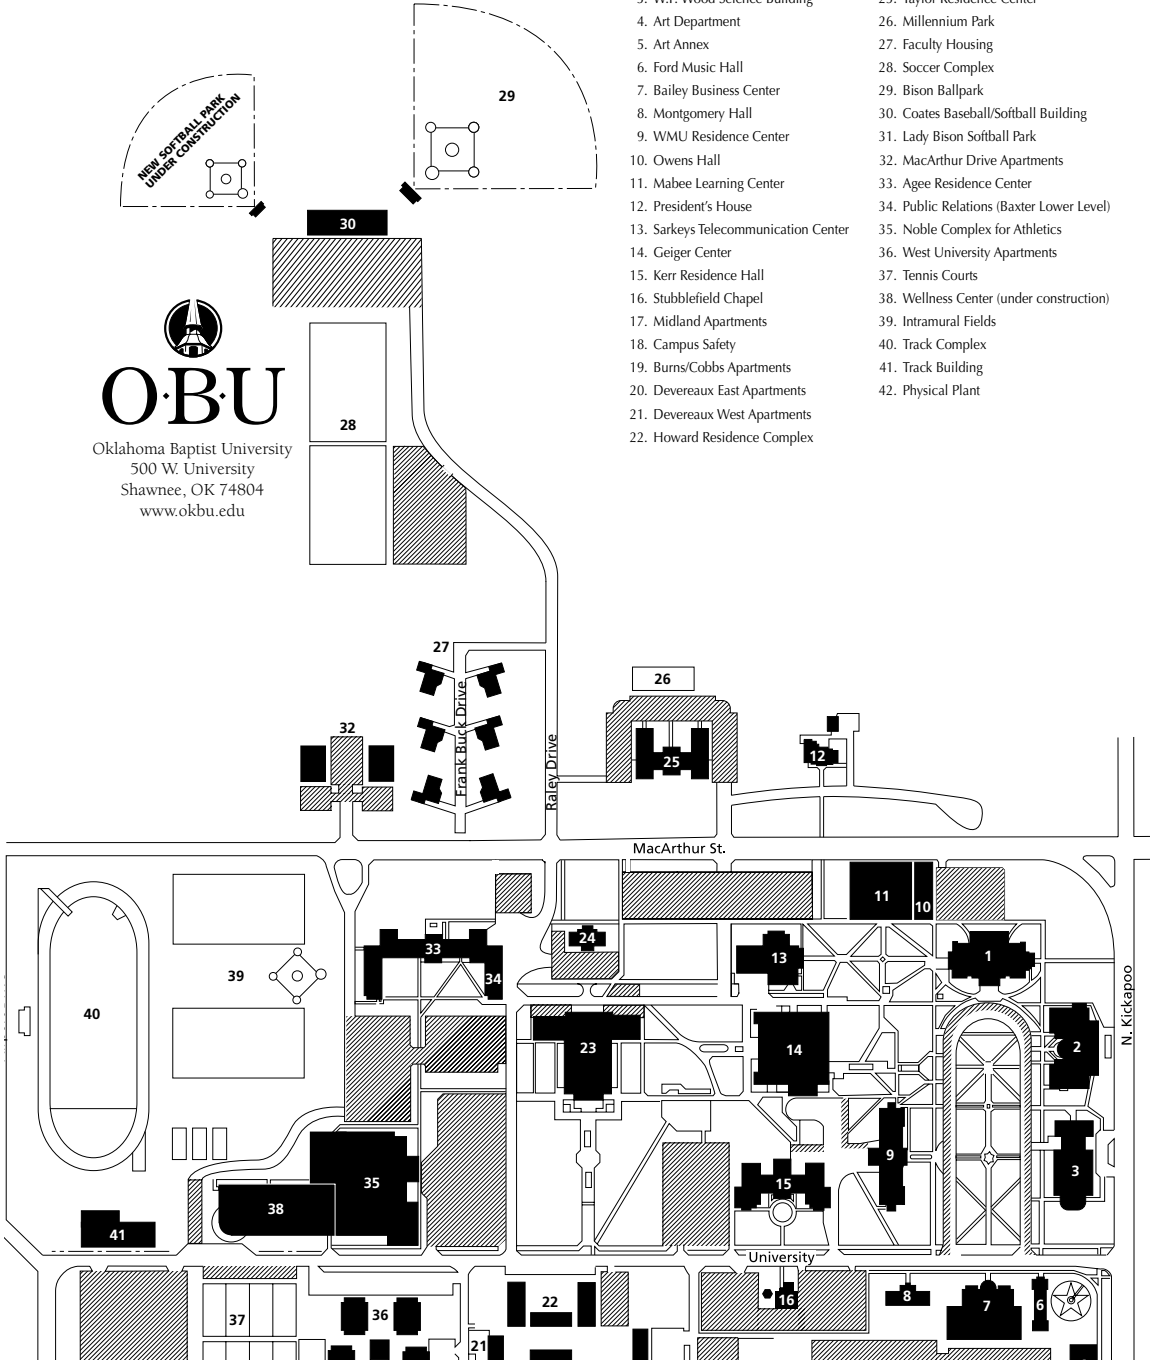 3. W.P. Wood Science Building
4. Art Department
5. Art Annex
6. Ford Music Hall
7. Bailey Business Center
8. Montgomery Hall
9. WMU Residence Center
10. Owens Hall
11. Mabee Learning Center
12. President's House
13. Sarkeys Telecommunication Center
14. Geiger Center
15. Kerr Residence Hall
16. Stubblefield Chapel
17. Midland Apartments
18. Campus Safety
19. Burns/Cobbs Apartments
20. Devereaux East Apartments
21. Devereaux West Apartments
22. Howard Residence Complex
25. Taylor Residence Center
26. Millennium Park
27. Faculty Housing
28. Soccer Complex
29. Bison Ballpark
30. Coates Baseball/Softball Building
31. Lady Bison Softball Park
32. MacArthur Drive Apartments
33. Agee Residence Center
34. Public Relations (Baxter Lower Level)
35. Noble Complex for Athletics
36. West University Apartments
37. Tennis Courts
38. Wellness Center (under construction)
39. Intramural Fields
40. Track Complex
41. Track Building
42. Physical Plant
NEW SOFTBALL PARK
UNDER CONSTRUCTION
29
30
O·B·U
Oklahoma Baptist University
500 W. University
Shawnee, OK 74804
www.okbu.edu
28
27
26
32
25
12
Frank Buck Drive
Raley Drive
MacArthur St.
11
10
24
33
34
13
1
39
40
23
14
2
N. Kickapoo
9
3
35
15
38
41
University
22
16
8
7
6
37
36
21